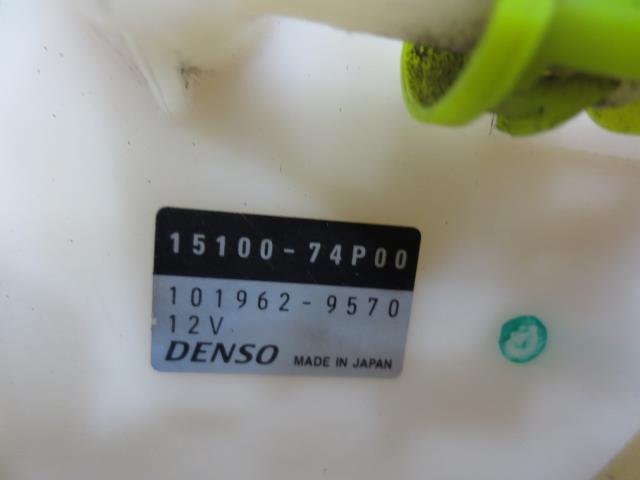 15100-74P00
101962-9570
12V
DENSO MADE IN JAPAN